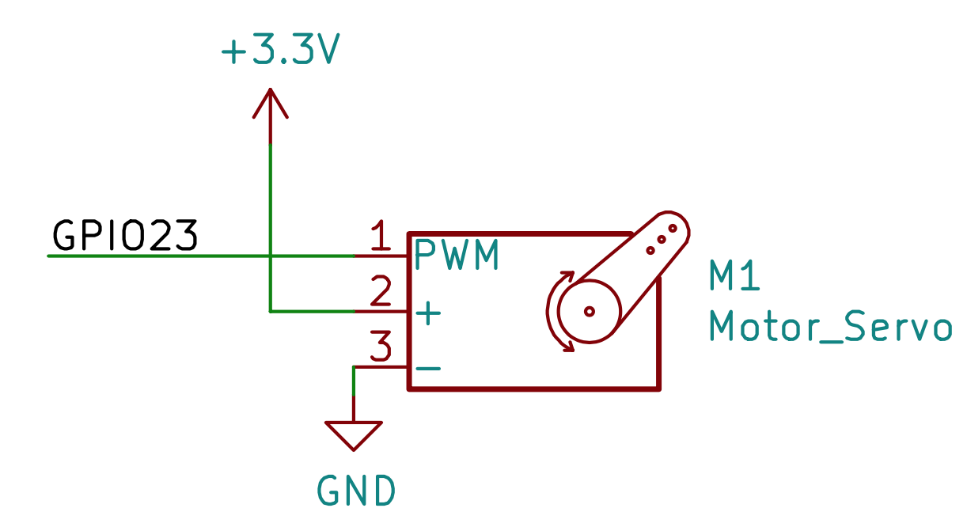 +3.3V
GPIO23
1 PWM
2 +
3 −
M1
Motor_Servo
GND